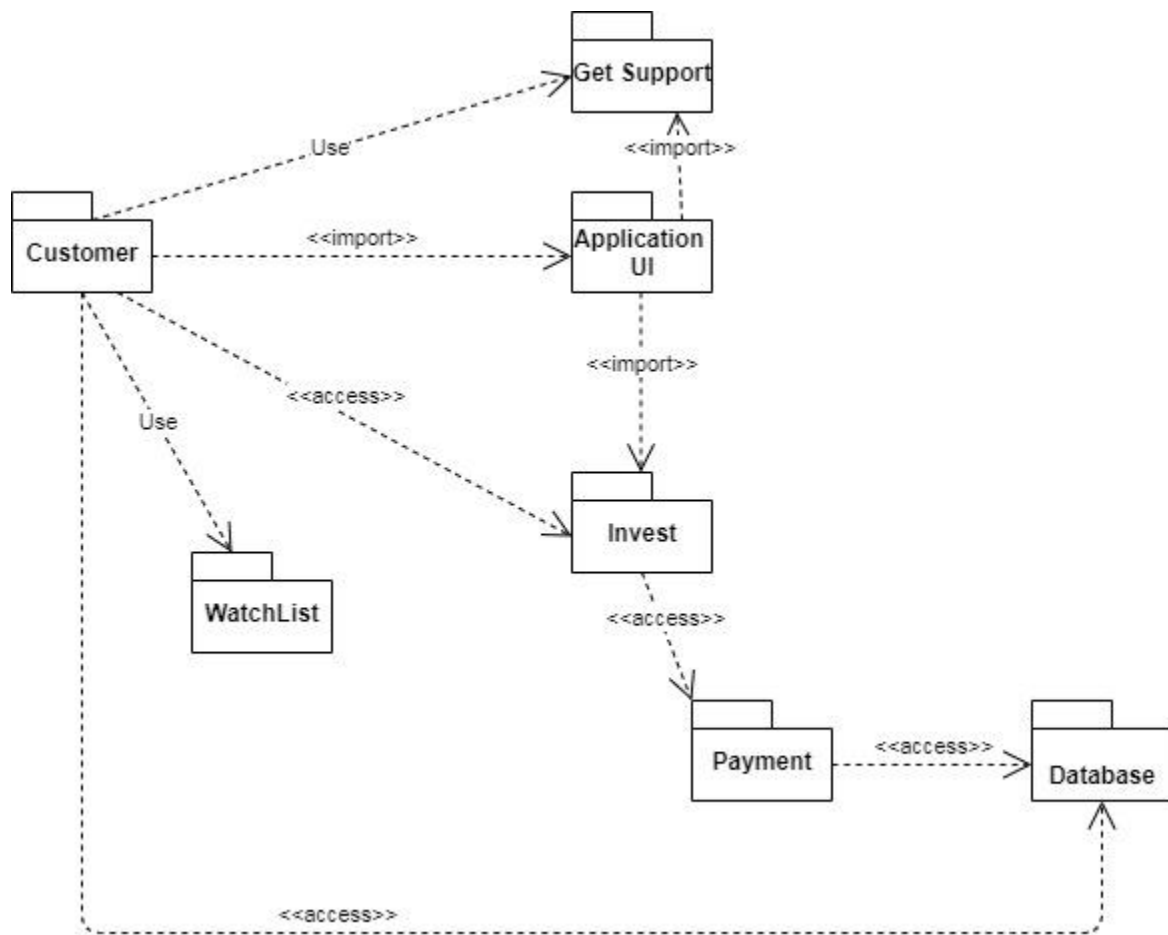 Get Support
Use
<<import>>
Customer
<<import>>
Application
UI
<<import>>
<<access>>
Use
Invest
WatchList
<<access>>
Payment
<<access>>
Database
<<access>>